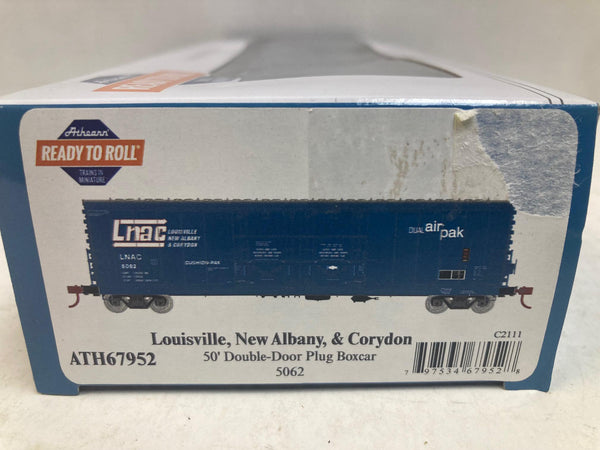 Athearn
READY TO ROLL
TRAINS IN
MINIATURE
Lnac
LOUISVILLE
NEW ALBANY
& CORYDON
LNAC
5062
CUSHION-PAK
DUAL air
pak
Louisville, New Albany, & Corydon
C2111
ATH67952
50' Double-Door Plug Boxcar
5062
7 97534 67952 8